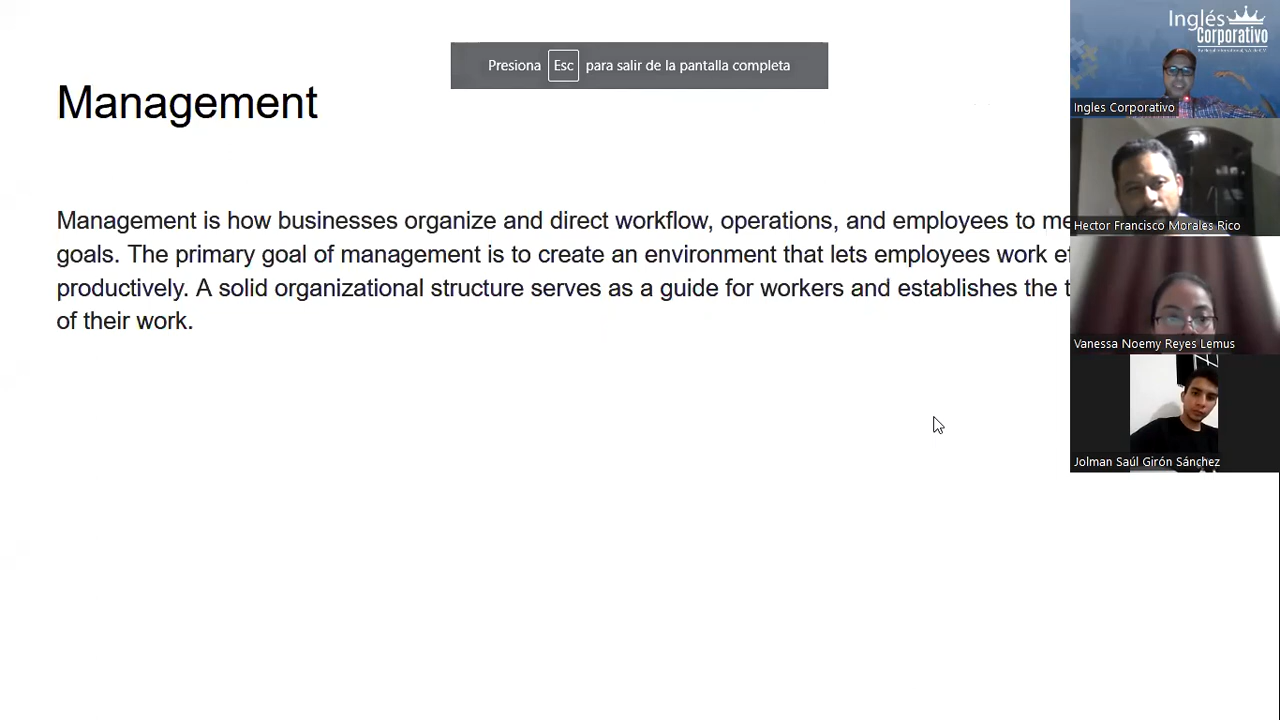 Presiona Esc para salir de la pantalla completa
Management
Management is how businesses organize and direct workflow, operations, and employees to
goals. The primary goal of management is to create an environment that lets employees work
productively. A solid organizational structure serves as a guide for workers and establishes the
of their work.
Inglés
Corporativo
Ingles Corporativo
Hector Francisco Morales Rico
Vanessa Noemy Reyes Lemus
Jolman Saúl Girón Sánchez